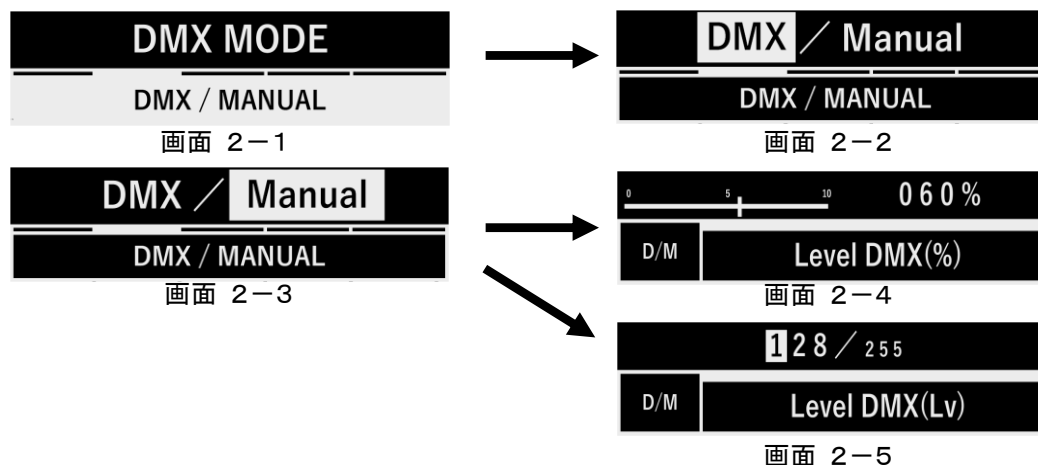 DMX MODE
DMX / MANUAL
画面 2-1
DMX / Manual
DMX / MANUAL
画面 2-2
DMX / Manual
DMX / MANUAL
画面 2-3
0 5 10 060%
D/M Level DMX(%)
画面 2-4
128/255
D/M Level DMX(Lv)
画面 2-5